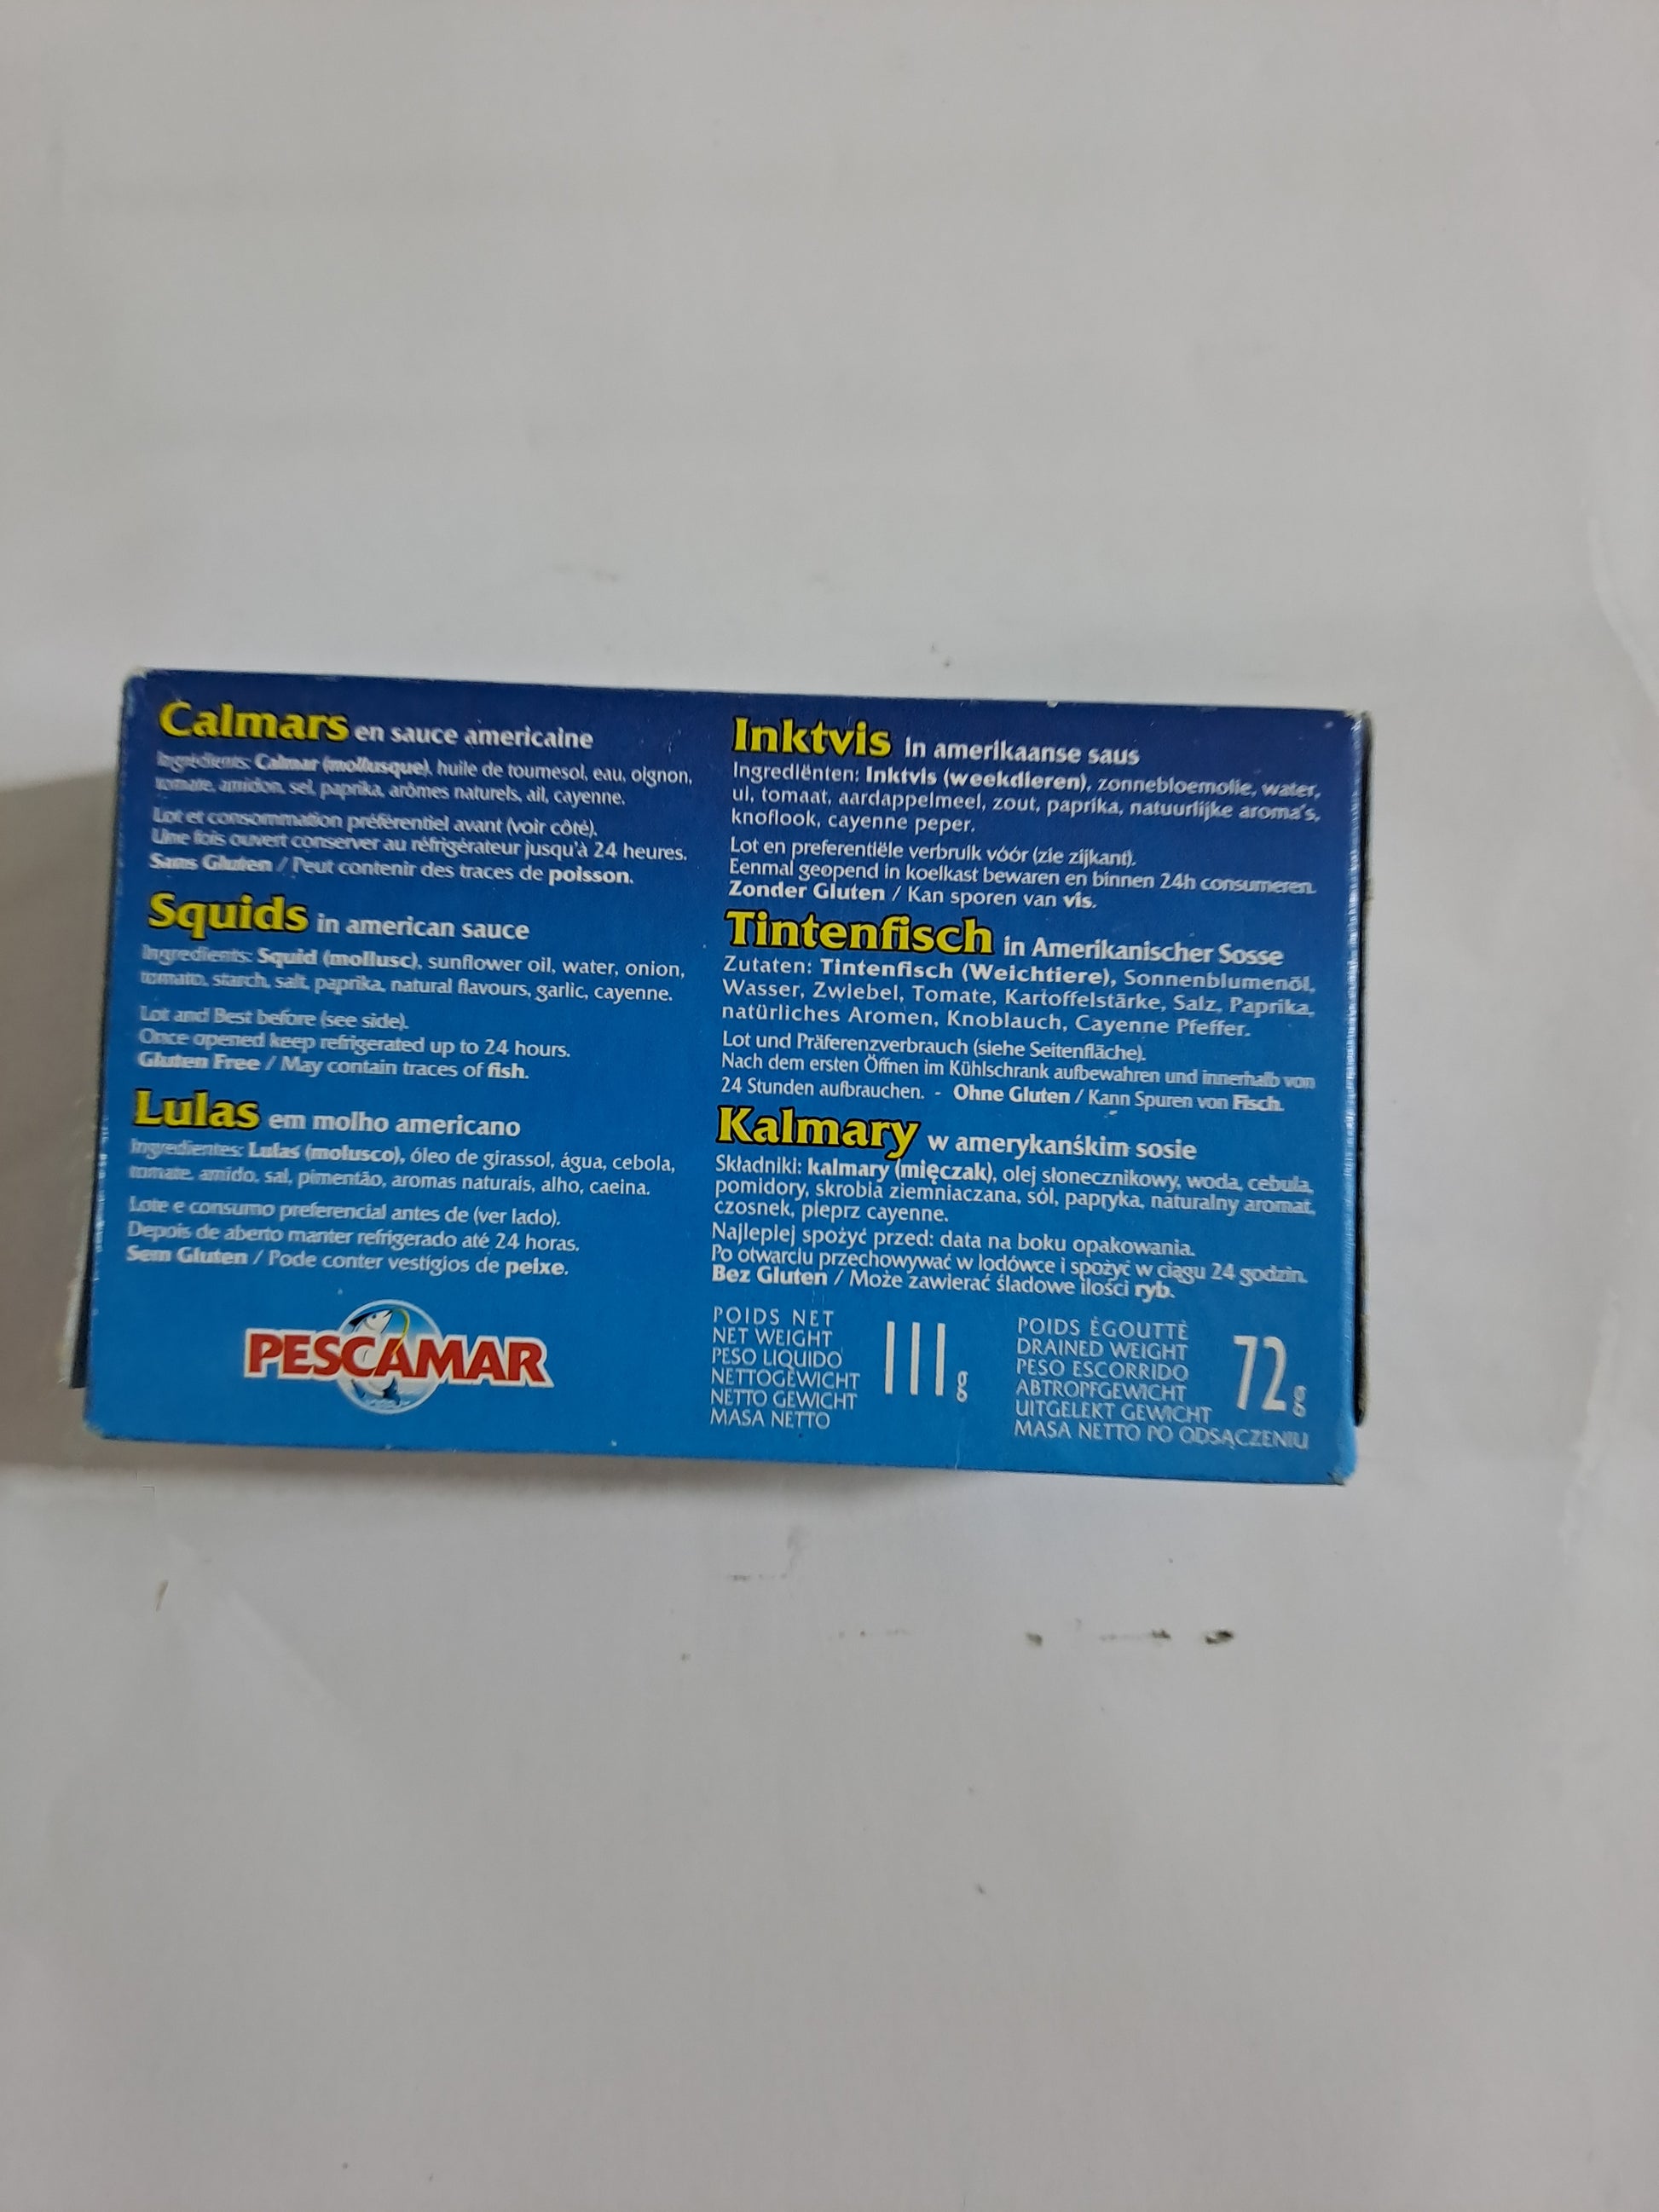 Calmars en sauce americaine
Ingrédients: Calmar (mollusque), huile de tournesol, eau, oignon,
tomate, amidon, sel, paprika, arômes naturels, ail, cayenne.
Lot et consommation préférentiel avant (voir côté).
Une fois ouvert conserver au réfrigérateur jusqu'à 24 heures.
Sans Gluten / Peut contenir des traces de poisson.
Squids in american sauce
Ingredients: Squid (mollusc), sunflower oil, water, onion,
tomato, starch, salt, paprika, natural flavours, garlic, cayenne.
Lot and Best before (see side).
Once opened keep refrigerated up to 24 hours.
Gluten Free / May contain traces of fish.
Lulas em molho americano
Ingredientes: Lulas (molusco), óleo de girassol, água, cebola,
tomate, amido, sal, pimentão, aromas naturais, alho, caeina.
Lote e consumo preferencial antes de (ver lado).
Depois de aberto manter refrigerado até 24 horas.
Sem Gluten / Pode conter vestígios de peixe.
PESCAMAR
Inktvis in amerikaanse saus
Ingrediënten: Inktvis (weekdieren), zonnebloemolie, water,
ui, tomaat, aardappelmeel, zout, paprika, natuurlijke aroma's,
knoflook, cayenne peper.
Lot en preferentiële verbruik vóór (zie zijkant).
Eenmal geopend in koelkast bewaren en binnen 24h consumeren.
Zonder Gluten / Kan sporen van vis.
Tintenfisch in Amerikanischer Sosse
Zutaten: Tintenfisch (Weichtiere), Sonnenblumenöl,
Wasser, Zwiebel, Tomate, Kartoffelstärke, Salz, Paprika,
natürliches Aromen, Knoblauch, Cayenne Pfeffer.
Lot und Präferenzverbrauch (siehe Seitenfläche).
Nach dem ersten Öffnen im Kühlschrank aufbewahren und innerhalb von
24 Stunden aufbrauchen. - Ohne Gluten / Kann Spuren von Fisch.
Kalmary w amerykańskim sosie
Składniki: kalmary (mięczak), olej słonecznikowy, woda, cebula,
pomidory, skrobia ziemniaczana, sól, papryka, naturalny aromat,
czosnek, pieprz cayenne.
Najlepiej spożyć przed: data na boku opakowania.
Po otwarciu przechowywać w lodówce i spożyć w ciągu 24 godzin.
Bez Gluten / Może zawierać śladowe ilości ryb.
POIDS NET
NET WEIGHT
PESO LIQUIDO
NETTOGEWICHT
NETTO GEWICHT
MASA NETTO
111 g
POIDS ÉGOUTTÉ
DRAINED WEIGHT
PESO ESCORRIDO
ABTROPFGEWICHT
UITGELEKT GEWICHT
MASA NETTO PO ODSĄCZENIU
72 g